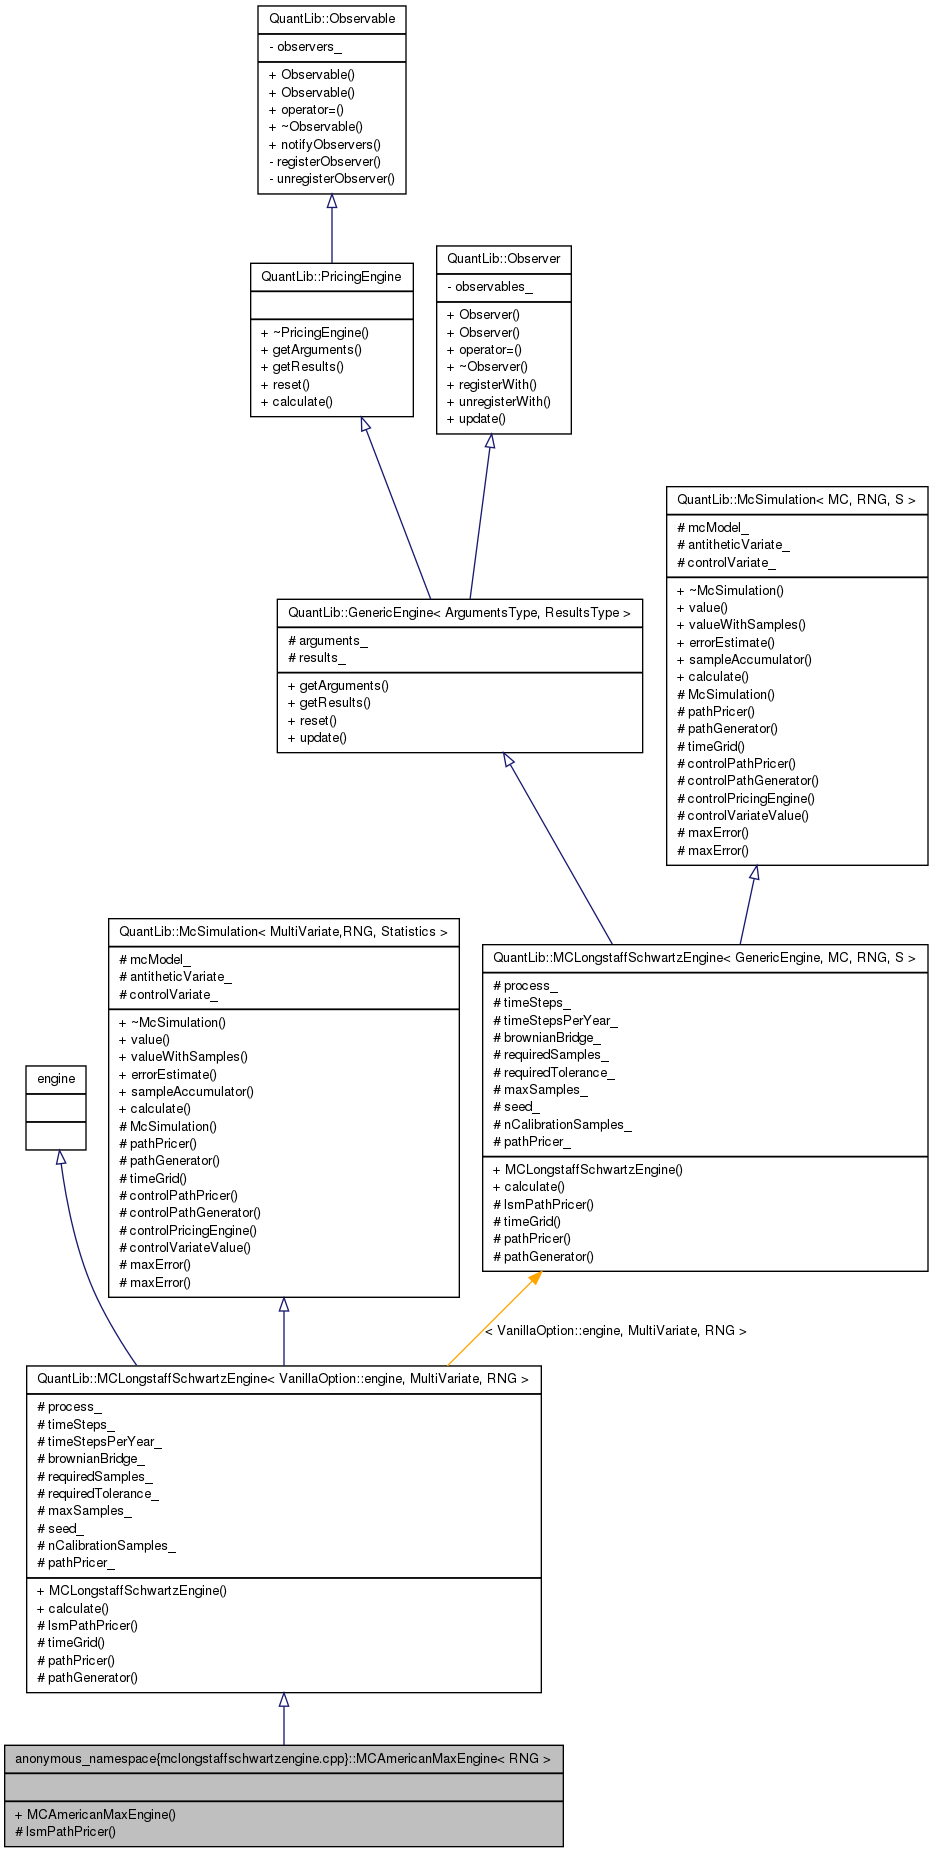 QuantLib::Observable
- observers_
+ Observable()
+ Observable()
+ operator=()
+ ~Observable()
+ notifyObservers()
- registerObserver()
- unregisterObserver()
QuantLib::PricingEngine
+ ~PricingEngine()
+ getArguments()
+ getResults()
+ reset()
+ calculate()
QuantLib::Observer
- observables_
+ Observer()
+ Observer()
+ operator=()
+ ~Observer()
+ registerWith()
+ unregisterWith()
+ update()
QuantLib::McSimulation< MC, RNG, S >
# mcModel_
# antitheticVariate_
# controlVariate_
+ ~McSimulation()
+ value()
+ valueWithSamples()
+ errorEstimate()
+ sampleAccumulator()
+ calculate()
# McSimulation()
# pathPricer()
# pathGenerator()
# timeGrid()
# controlPathPricer()
# controlPathGenerator()
# controlPricingEngine()
# controlVariateValue()
# maxError()
# maxError()
QuantLib::GenericEngine< ArgumentsType, ResultsType >
# arguments_
# results_
+ getArguments()
+ getResults()
+ reset()
+ update()
QuantLib::McSimulation< MultiVariate,RNG, Statistics >
# mcModel_
# antitheticVariate_
# controlVariate_
+ ~McSimulation()
+ value()
+ valueWithSamples()
+ errorEstimate()
+ sampleAccumulator()
+ calculate()
# McSimulation()
# pathPricer()
# pathGenerator()
# timeGrid()
# controlPathPricer()
# controlPathGenerator()
# controlPricingEngine()
# controlVariateValue()
# maxError()
# maxError()
QuantLib::MCLongstaffSchwartzEngine< GenericEngine, MC, RNG, S >
# process_
# timeSteps_
# timeStepsPerYear_
# brownianBridge_
# requiredSamples_
# requiredTolerance_
# maxSamples_
# seed_
# nCalibrationSamples_
# pathPricer_
+ MCLongstaffSchwartzEngine()
+ calculate()
# lsmPathPricer()
# timeGrid()
# pathPricer()
# pathGenerator()
engine
< VanillaOption::engine, MultiVariate, RNG >
QuantLib::MCLongstaffSchwartzEngine< VanillaOption::engine, MultiVariate, RNG >
# process_
# timeSteps_
# timeStepsPerYear_
# brownianBridge_
# requiredSamples_
# requiredTolerance_
# maxSamples_
# seed_
# nCalibrationSamples_
# pathPricer_
+ MCLongstaffSchwartzEngine()
+ calculate()
# lsmPathPricer()
# timeGrid()
# pathPricer()
# pathGenerator()
anonymous_namespace{mclongstaffschwartzengine.cpp}::MCAmericanMaxEngine< RNG >
+ MCAmericanMaxEngine()
# lsmPathPricer()